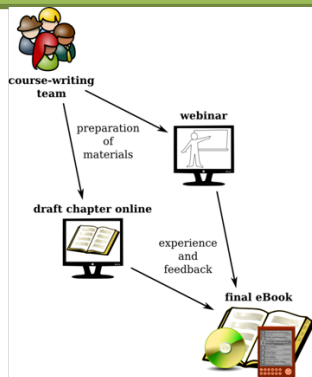 course-writing
team
webinar
preparation
of
materials
draft chapter online
experience
and
feedback
final eBook